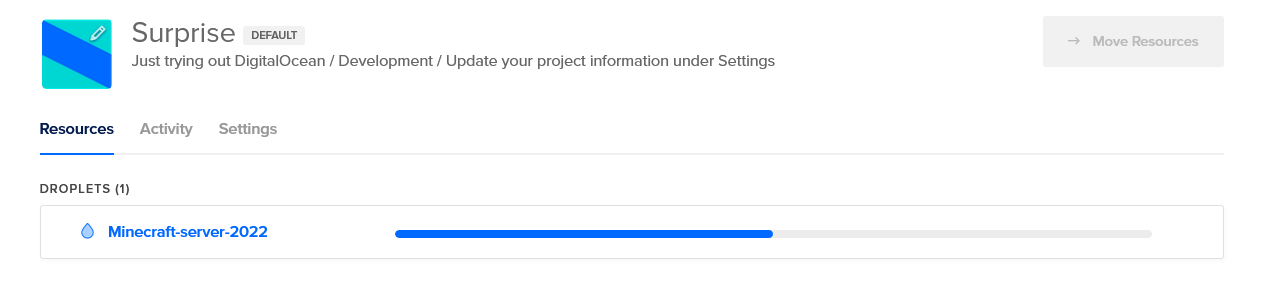 Surprise DEFAULT
Just trying out DigitalOcean / Development / Update your project information under Settings
→ Move Resources
Resources Activity Settings
DROPLETS (1)
Minecraft-server-2022